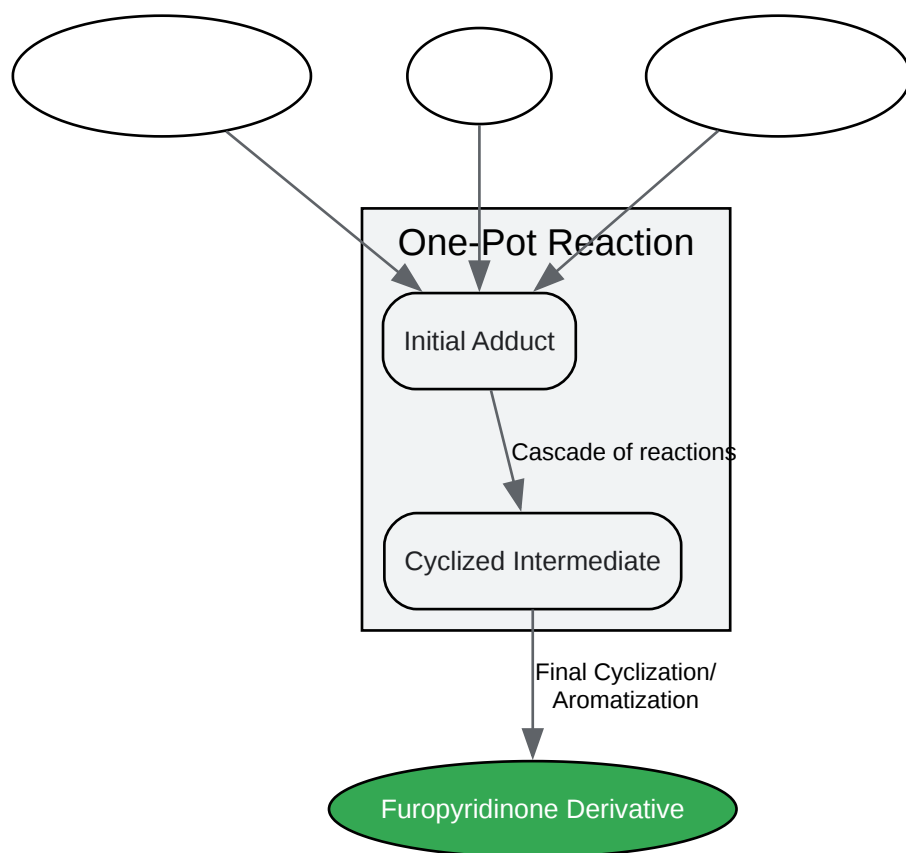 One-Pot Reaction
Initial Adduct
Cascade of reactions
Cyclized Intermediate
Final Cyclization/
Aromatization
Furopyridinone Derivative